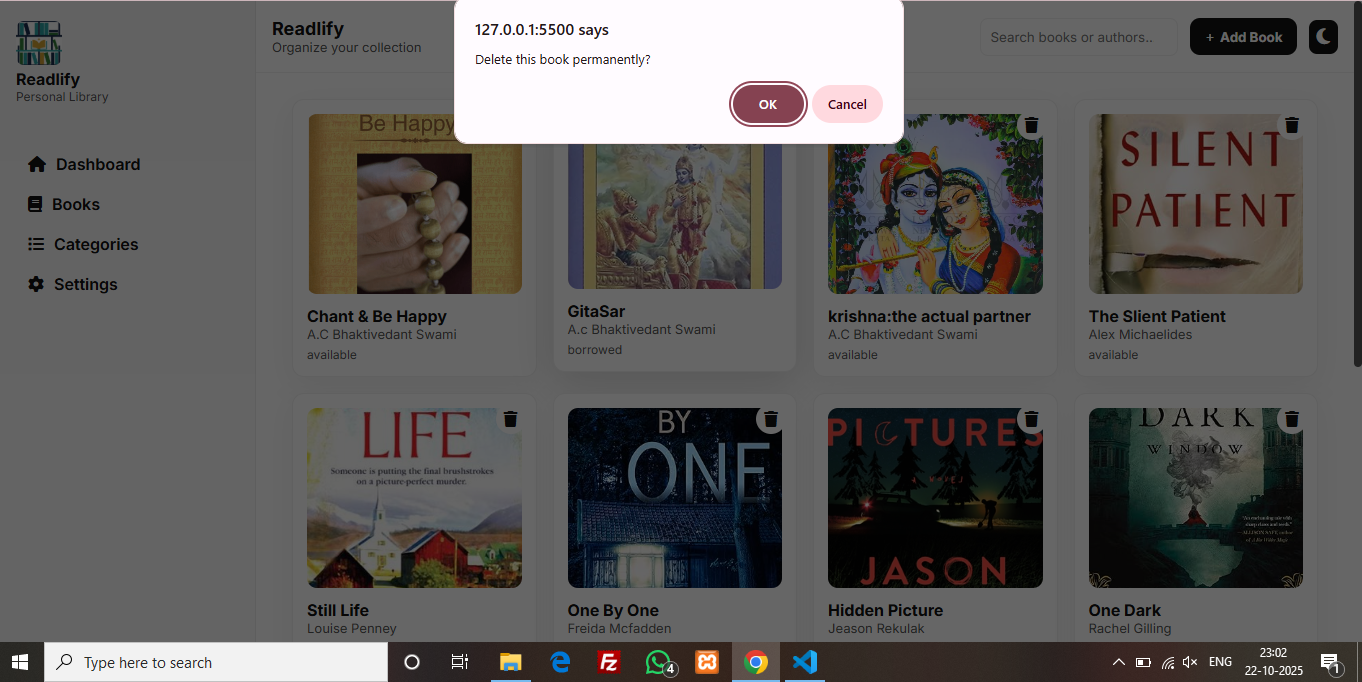 Readlify
Personal Library
Dashboard
Books
Categories
Settings
Readlify
Organize your collection
127.0.0.1:5500 says
Delete this book permanently?
OK
Cancel
Search books or authors..
+ Add Book
Be Happy
SILENT
PATIENT
Chant & Be Happy
A.C Bhaktivedant Swami
available
GitaSar
A.c Bhaktivedant Swami
borrowed
krishna:the actual partner
A.C Bhaktivedant Swami
available
The Slient Patient
Alex Michaelides
available
LIFE
Someone is putting the final brushstrokes
on a picture-perfect murder.
BY
ONE
PICTURES
A NOVEL
JASON
DARK
WINDOW
Still Life
Louise Penney
One By One
Freida Mcfadden
Hidden Picture
Jeason Rekulak
One Dark
Rachel Gilling
Type here to search
4
ENG
23:02
22-10-2025
1